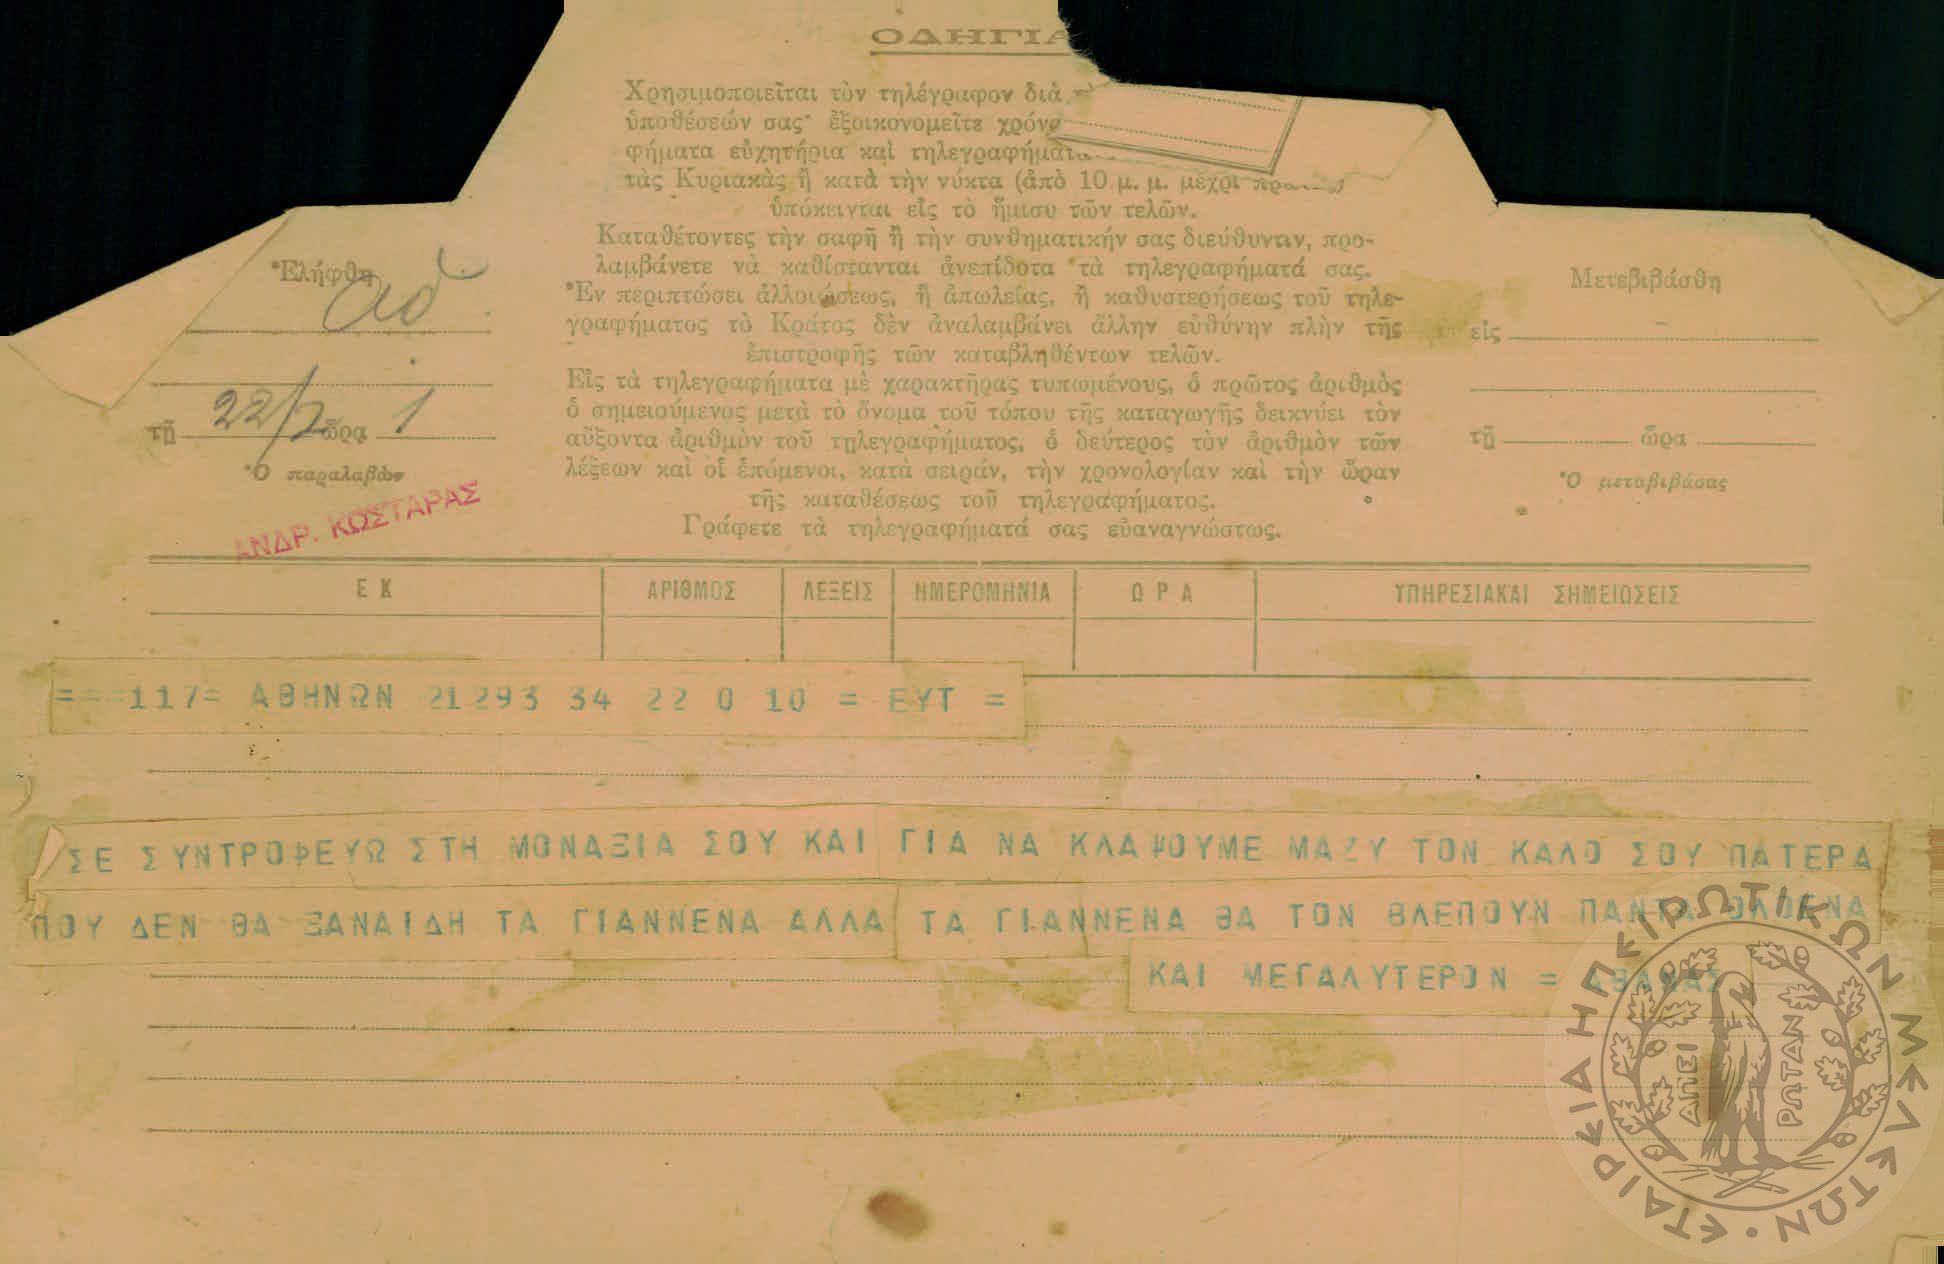 ΟΔΗΓΙΑ
Χρησιμοποιεῖται τὸν τηλέγραφον διὰ
ὑποθέσεών σας· ἐξοικονομεῖτε χρόν
φήματα εὐχητήρια καὶ τηλεγραφήματα
τὰς Κυριακὰς ἢ κατὰ τὴν νύκτα (ἀπὸ 10 μ. μ. μέχρι
ὑπόκεινται εἰς τὸ ἥμισυ τῶν τελῶν.
Καταθέτοντες τὴν σαφῆ ἢ τὴν συνθηματικήν σας διεύθυντιν, προ-
λαμβάνετε νὰ καθίστανται ἀνεπίδοτα τὰ τηλεγραφήματά σας.
Ἐν περιπτώσει ἀλλοιώσεως, ἢ ἀπωλείας, ἢ καθυστερήσεως τοῦ τηλε-
γραφήματος τὸ Κράτος δὲν ἀναλαμβάνει ἄλλην εὐθύνην πλὴν τῆς
ἐπιστροφῆς τῶν καταβληθέντων τελῶν.
Εἰς τὰ τηλεγραφήματα μὲ χαρακτῆρας τυπωμένους, ὁ πρῶτος ἀριθμὸς
ὁ σημειούμενος μετὰ τὸ ὄνομα τοῦ τόπου τῆς καταγωγῆς δεικνύει τὸν
αὔξοντα ἀριθμὸν τοῦ τηλεγραφήματος, ὁ δεύτερος τὸν ἀριθμὸν τῶν
λέξεων καὶ οἱ ἑπόμενοι, κατὰ σειράν, τὴν χρονολογίαν καὶ τὴν ὥραν
τῆς καταθέσεως τοῦ τηλεγραφήματος.
Γράφετε τὰ τηλεγραφήματά σας εὐαναγνώστως.
Ἐλήφθη
τῇ 22/7 ὥρα 1
Ὁ παραλαβὼν
ΑΝΔΡ. ΚΩΣΤΑΡΑΣ
Μετεβιβάσθη
εἰς
τῇ ὥρα
Ὁ μεταβιβάσας
ΕΚ ΑΡΙΘΜΟΣ ΛΕΞΕΙΣ ΗΜΕΡΟΜΗΝΙΑ ΩΡΑ ΥΠΗΡΕΣΙΑΚΑΙ ΣΗΜΕΙΩΣΕΙΣ
===117= ΑΘΗΝΩΝ 21293 34 22 0 10 = ΕΥΤ =
ΣΕ ΣΥΝΤΡΟΦΕΥΩ ΣΤΗ ΜΟΝΑΞΙΑ ΣΟΥ ΚΑΙ ΓΙΑ ΝΑ ΚΛΑΨΟΥΜΕ ΜΑΖΥ ΤΟΝ ΚΑΛΟ ΣΟΥ ΠΑΤΕΡΑ
ΠΟΥ ΔΕΝ ΘΑ ΞΑΝΑΙΔΗ ΤΑ ΓΙΑΝΝΕΝΑ ΑΛΛΑ ΤΑ ΓΙΑΝΝΕΝΑ ΘΑ ΤΟΝ ΒΛΕΠΟΥΝ ΠΑΝΤΑ ΟΛΟΕΝΑ
ΚΑΙ ΜΕΓΑΛΥΤΕΡΟΝ = ΑΘΑΝΑΣ
ΕΤΑΙΡΕΙΑ ΗΠΕΙΡΩΤΙΚΩΝ ΜΕΛΕΤΩΝ
ΑΠΕΙ ΡΩΤΑΝ